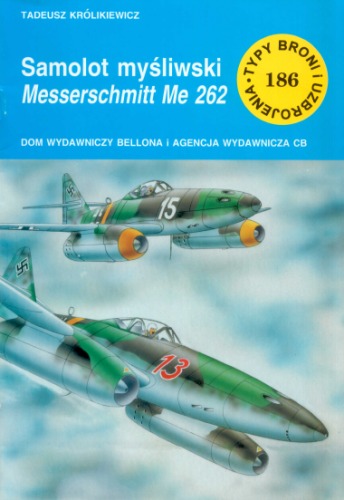 TADEUSZ KRÓLIKIEWICZ
Samolot myśliwski
Messerschmitt Me 262
TYPY BRONI i UZBROJENIA
186
DOM WYDAWNICZY BELLONA i AGENCJA WYDAWNICZA CB
15
13